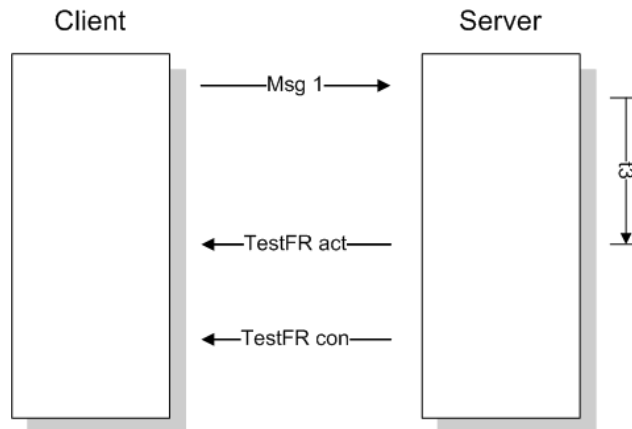 Client
Server
Msg 1
t3
TestFR act
TestFR con